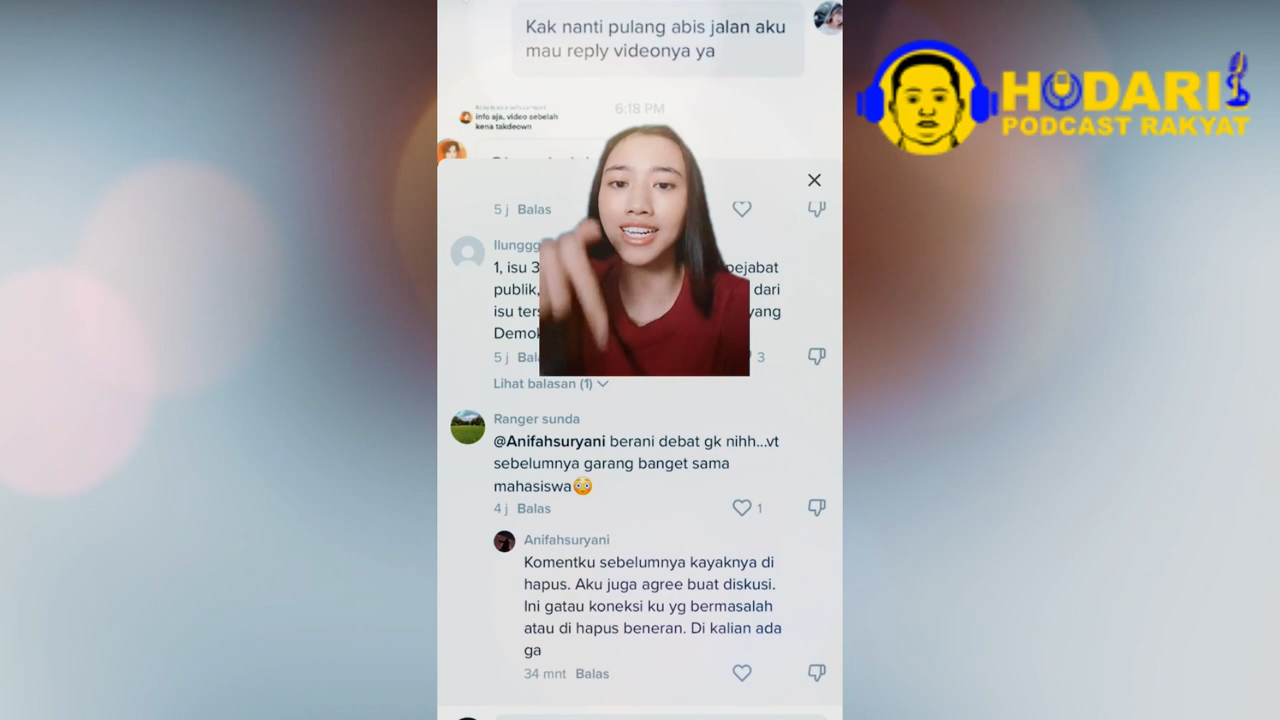 Kak nanti pulang abis jalan aku
mau reply videonya ya
6:18 PM
info aja, video sebelah
kena takdeown
5 j Balas
Ilunggg
1, isu 3 pejabat
publik, dari
isu ters yang
Demok
5 j Bala 3
Lihat balasan (1)
Ranger sunda
@Anifahsuryani berani debat gk nihh...vt
sebelumnya garang banget sama
mahasiswa😳
4 j Balas 1
Anifahsuryani
Komentku sebelumnya kayaknya di
hapus. Aku juga agree buat diskusi.
Ini gatau koneksi ku yg bermasalah
atau di hapus beneran. Di kalian ada
ga
34 mnt Balas
HODARI
PODCAST RAKYAT